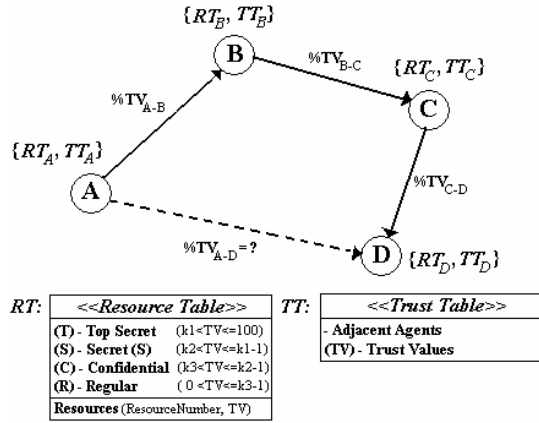 {RT_B, TT_B}
B
%TV_B-C
{RT_C, TT_C}
%TV_A-B
C
{RT_A, TT_A}
A
%TV_C-D
%TV_A-D=?
D
{RT_D, TT_D}
RT: <<Resource Table>>
(T) - Top Secret (k1<TV<=100)
(S) - Secret (S) (k2<TV<=k1-1)
(C) - Confidential (k3<TV<=k2-1)
(R) - Regular ( 0 <TV<=k3-1)
Resources (ResourceNumber, TV)
TT: <<Trust Table>>
- Adjacent Agents
(TV) - Trust Values